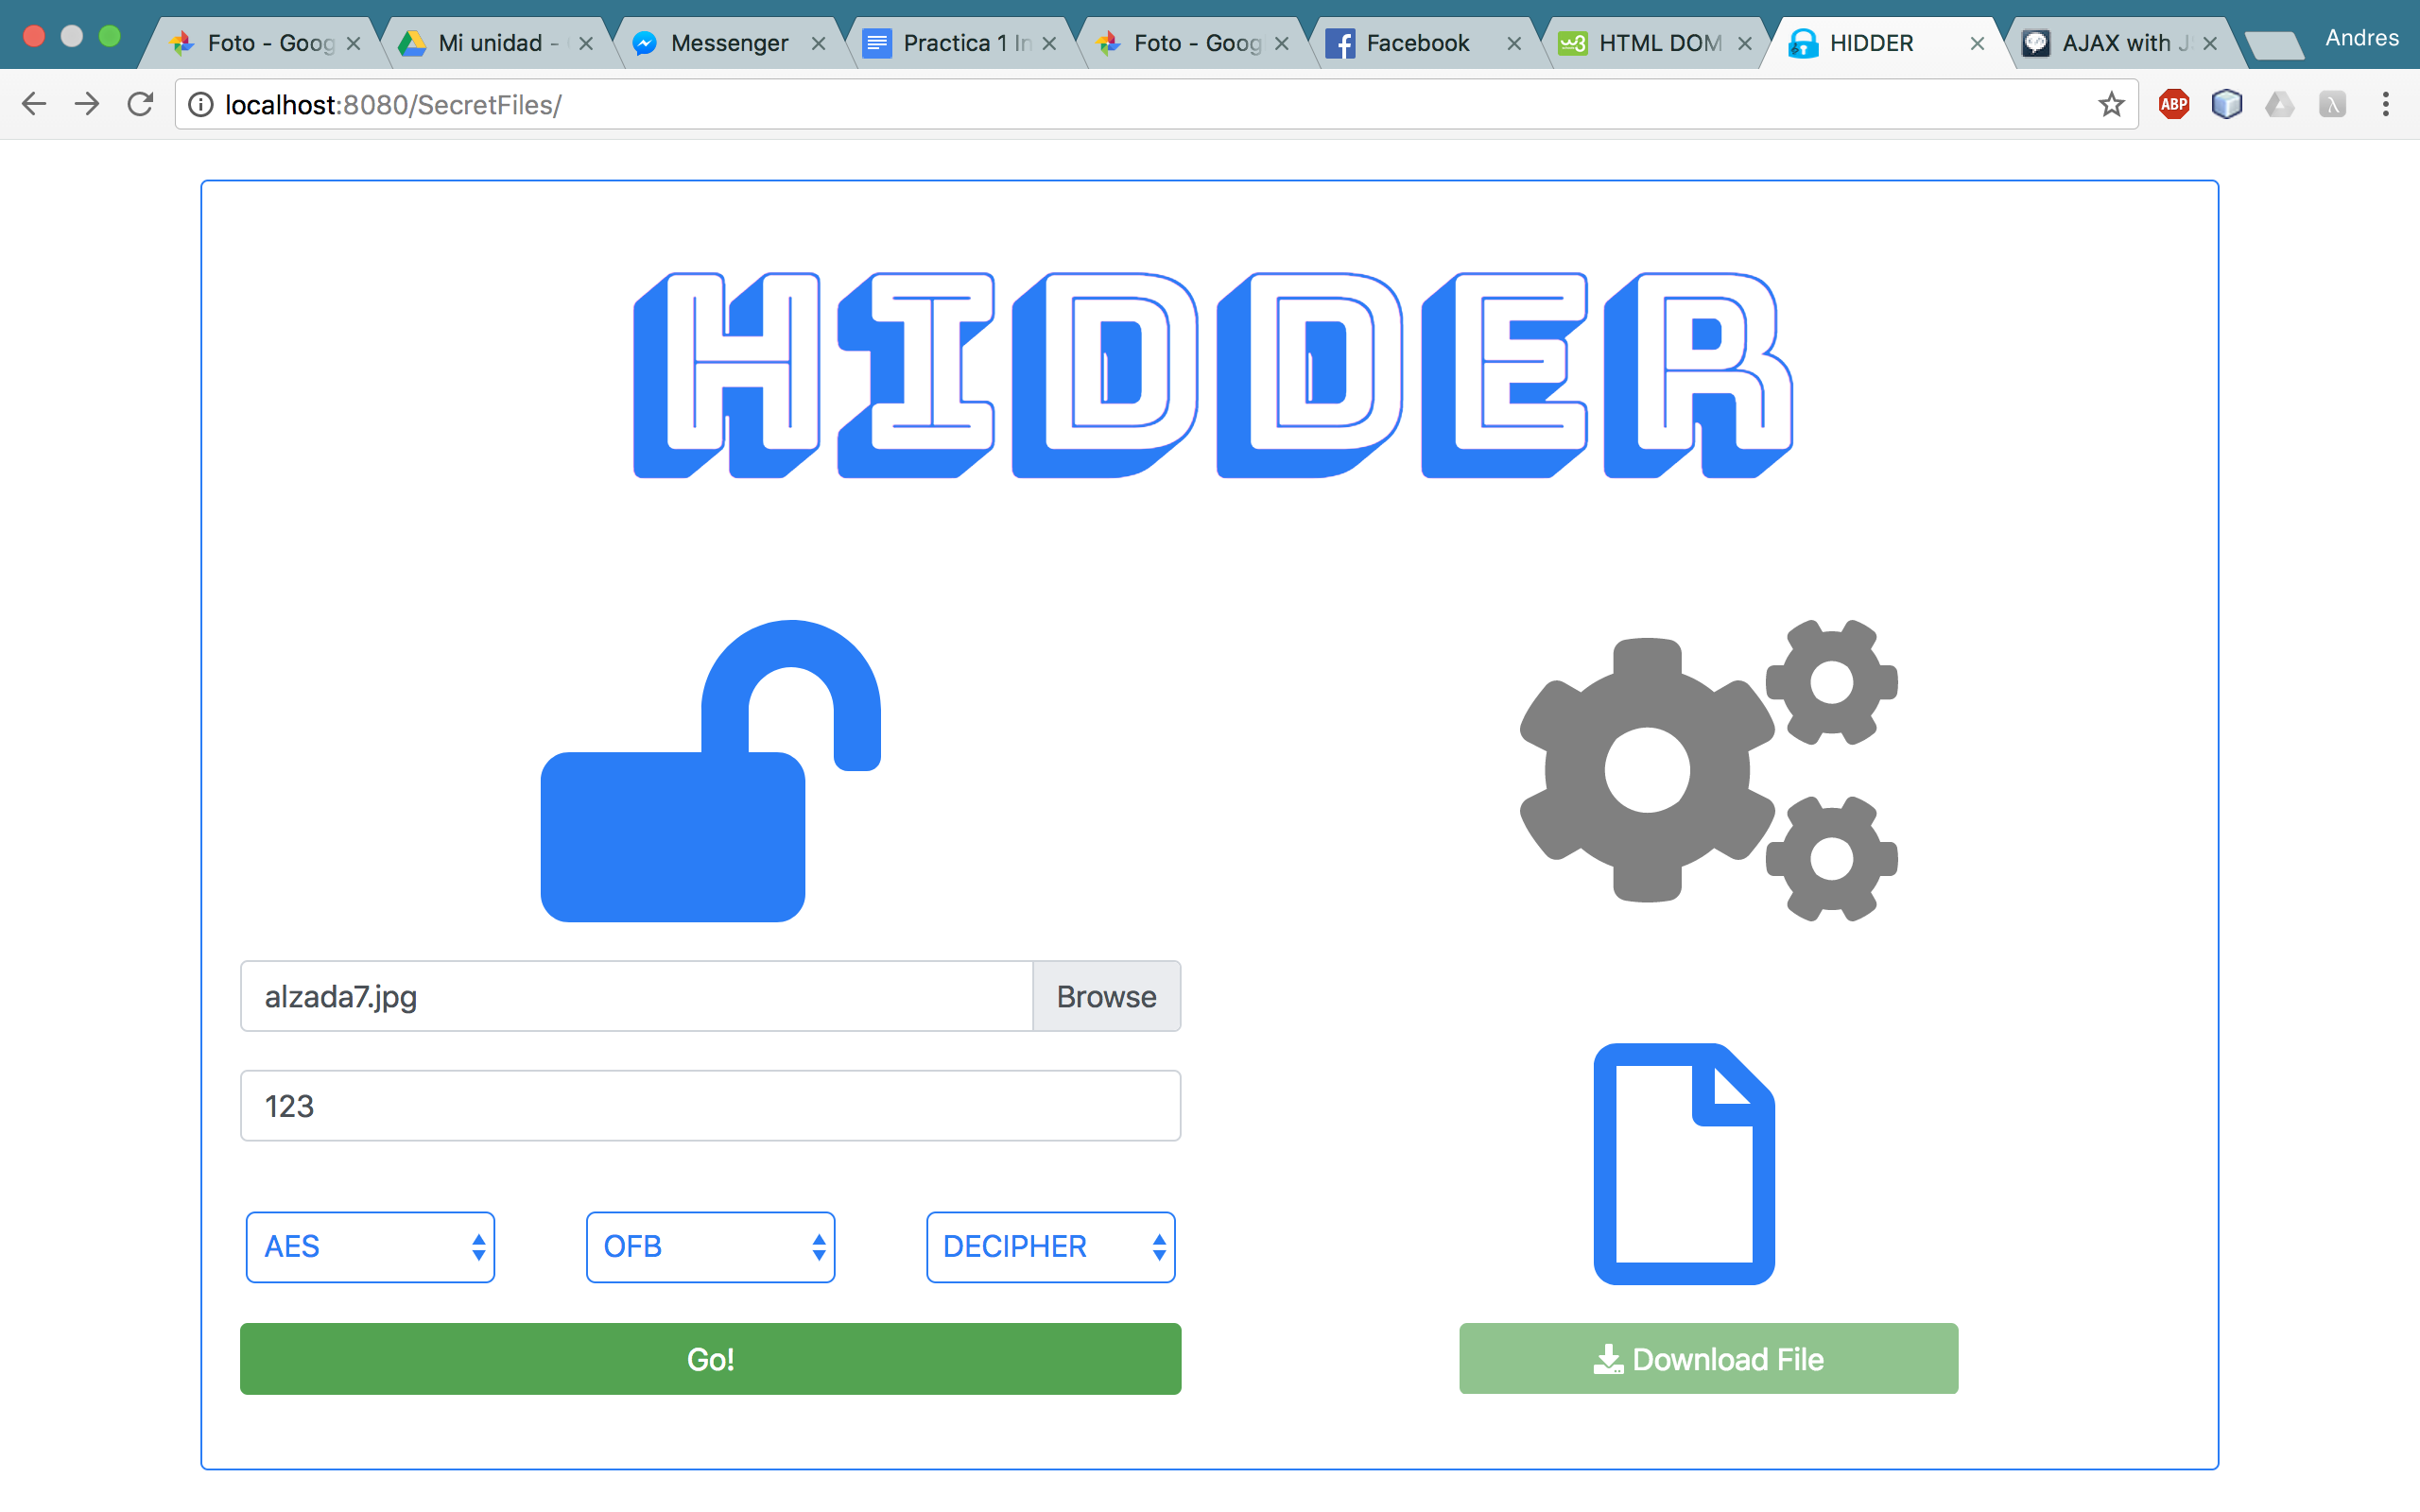 Foto - Goog
Mi unidad -
Messenger
Practica 1 In
Foto - Goog
Facebook
HTML DOM
HIDDER
AJAX with J
Andres
localhost:8080/SecretFiles/
ABP
HIDDER
alzada7.jpg
Browse
123
AES
OFB
DECIPHER
Go!
Download File